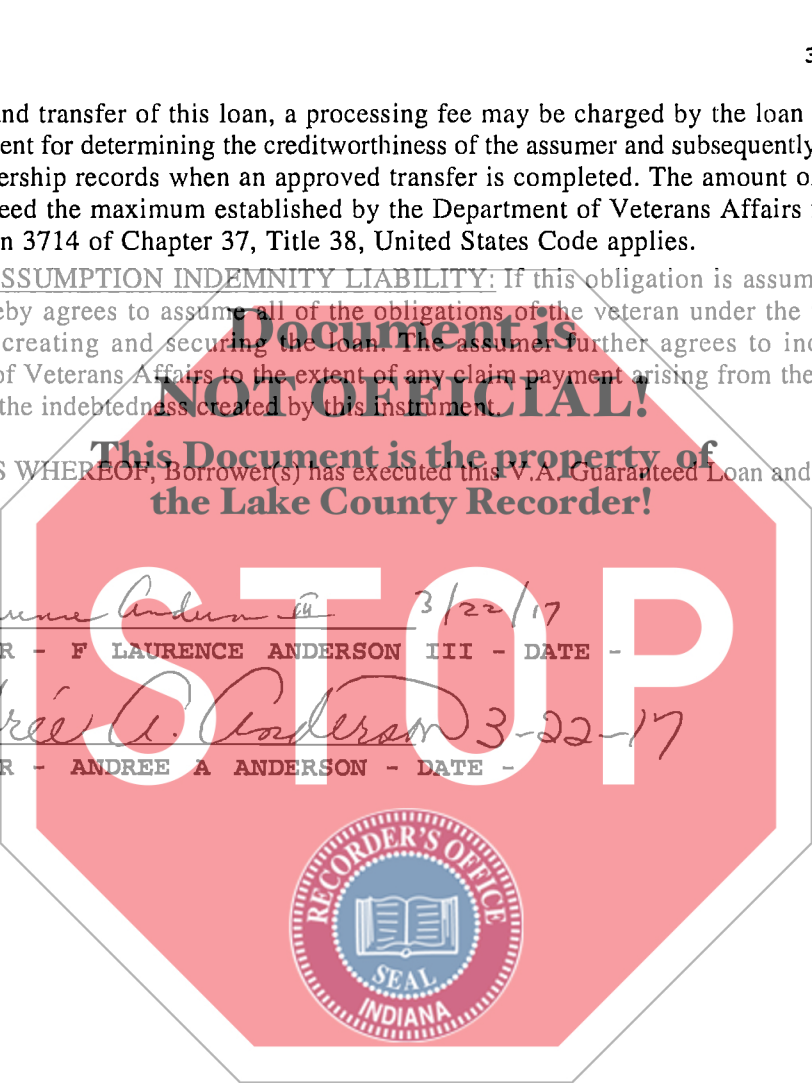 3
nd transfer of this loan, a processing fee may be charged by the loan
ent for determining the creditworthiness of the assumer and subsequently
ership records when an approved transfer is completed. The amount o
eed the maximum established by the Department of Veterans Affairs
n 3714 of Chapter 37, Title 38, United States Code applies.
SSUMPTION INDEMNITY LIABILITY: If this obligation is assum
eby agrees to assume all of the obligations of the veteran under the
creating and securing the loan. The assumer further agrees to in
of Veterans Affairs to the extent of any claim payment arising from the
the indebtedness created by this instrument.
Document is
NOT OFFICIAL!
This Document is the property of
the Lake County Recorder!
S WHEREOF, Borrower(s) has executed this V.A. Guaranteed Loan and
STOP
Anderson III 3/22/17
R - F LAURENCE ANDERSON III - DATE -
rée A. Anderson 3-22-17
R - ANDREE A ANDERSON - DATE -
RECORDER'S OFFICE
SEAL
INDIANA